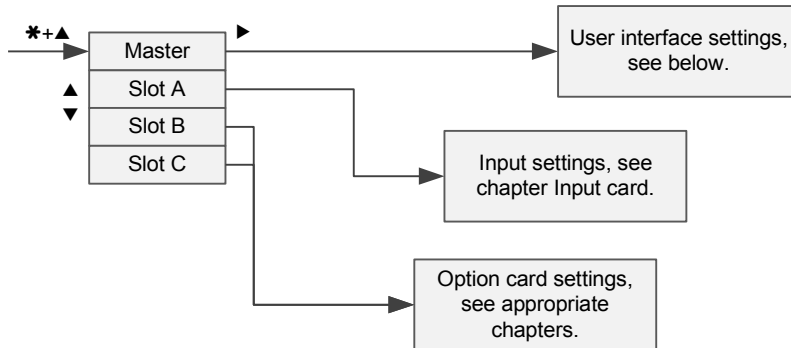 ✱+▲
▶
Master
Slot A
Slot B
Slot C
▲
▼
User interface settings,
see below.
Input settings, see
chapter Input card.
Option card settings,
see appropriate
chapters.